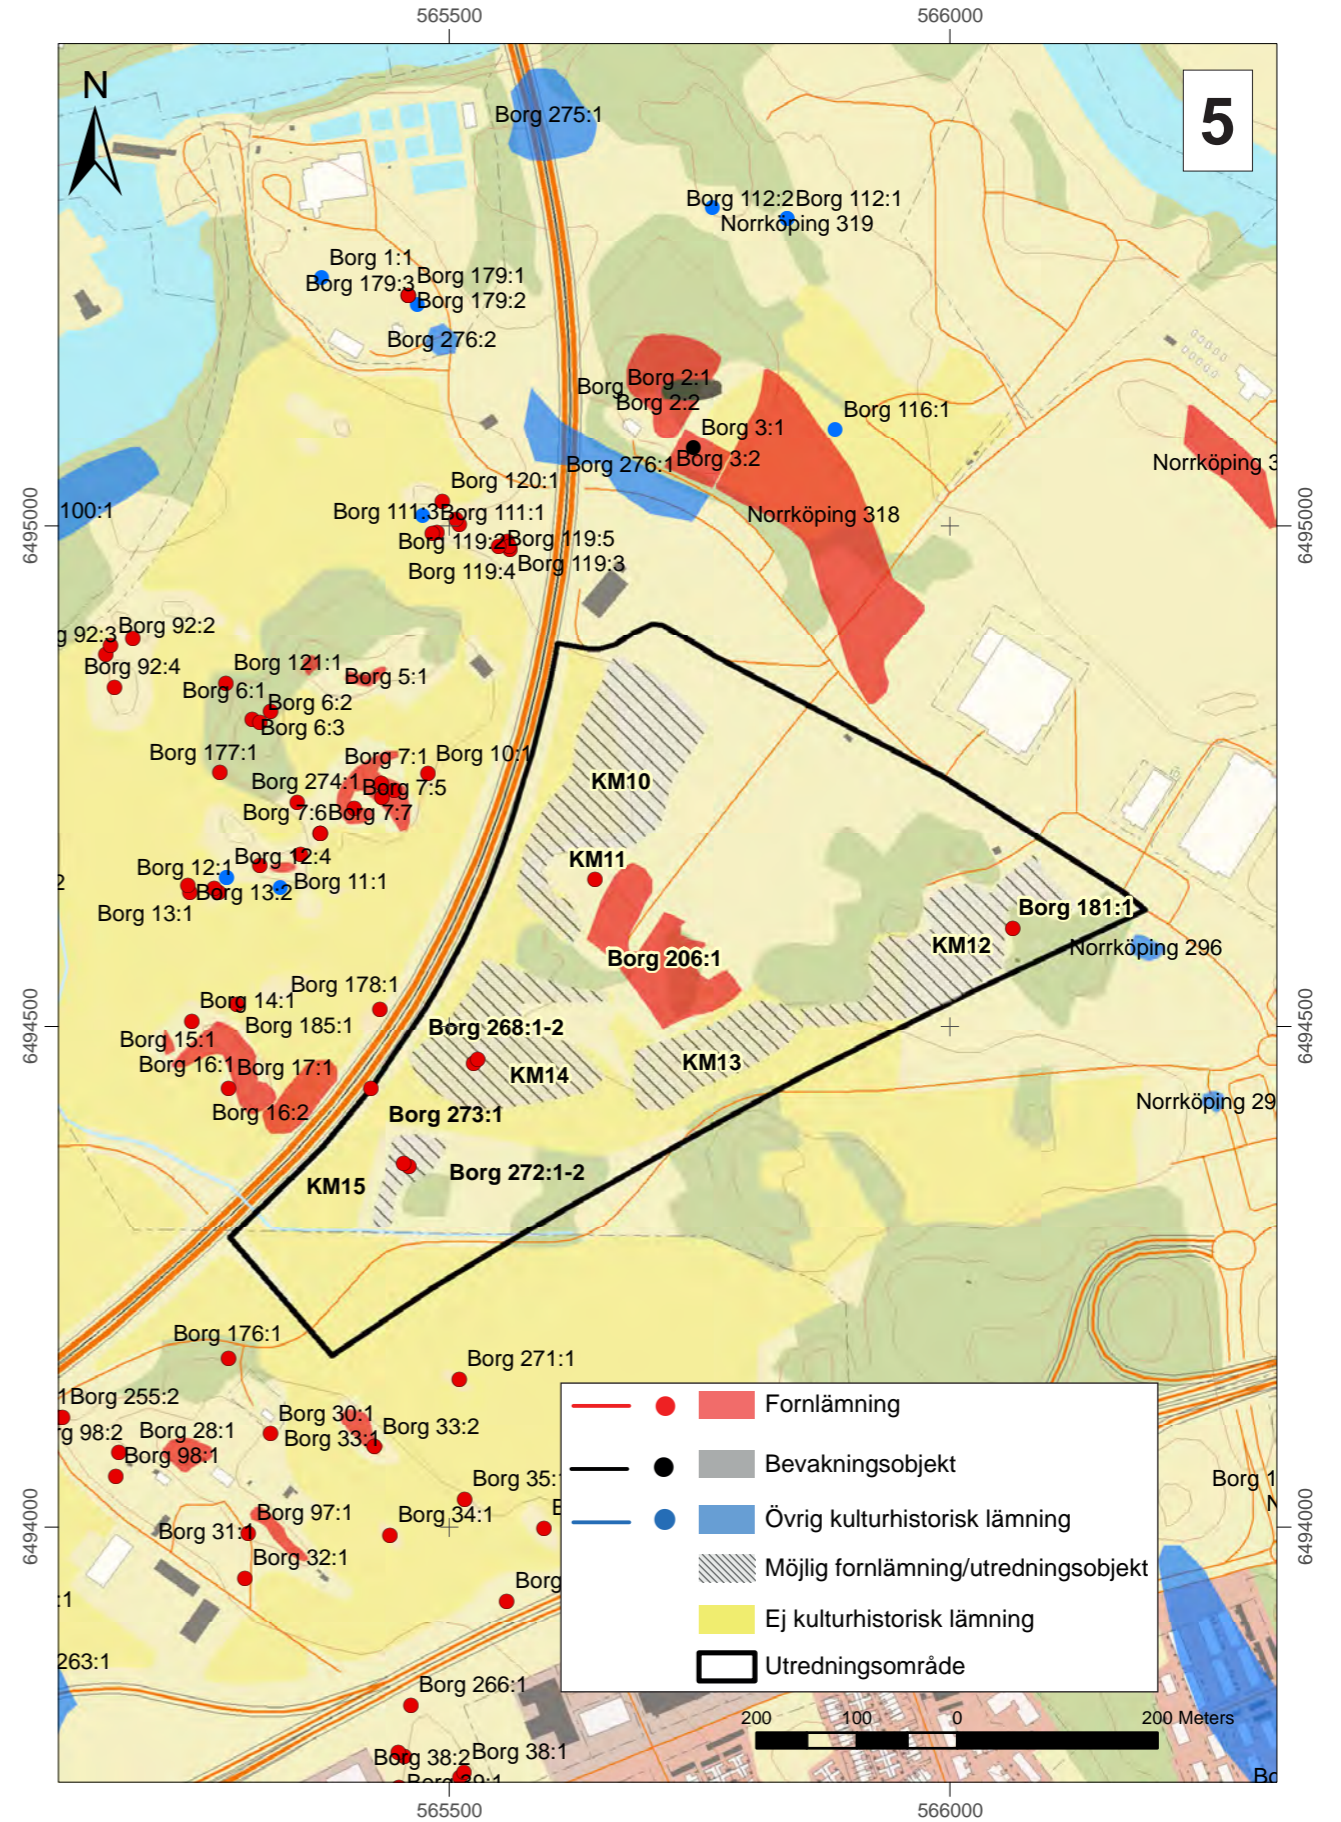 565500
566000
N
5
Borg 275:1
Borg 112:2
Borg 112:1
Norrköping 319
Borg 1:1
Borg 179:3
Borg 179:1
Borg 179:2
Borg 276:2
Borg 2:1
Borg
Borg 2:2
Borg 3:1
Borg 116:1
Borg 276:1
Borg 3:2
Norrköping 3
Borg 120:1
100:1
Borg 111:3
Borg 111:1
Norrköping 318
6495000
6495000
Borg 119:2
Borg 119:5
Borg 119:4
Borg 119:3
Borg 92:2
g 92:3
Borg 92:4
Borg 121:1
Borg 5:1
Borg 6:1
Borg 6:2
Borg 6:3
Borg 177:1
Borg 7:1
Borg 10:1
Borg 274:1
Borg 7:5
KM10
Borg 7:6
Borg 7:7
Borg 12:1
Borg 12:4
KM11
Borg 13:2
Borg 11:1
Borg 13:1
Borg 181:1
KM12
Norrköping 296
Borg 206:1
Borg 178:1
Borg 14:1
Borg 185:1
Borg 268:1-2
6494500
6494500
Borg 15:1
Borg 16:1
Borg 17:1
KM14
KM13
Borg 16:2
Borg 273:1
Norrköping 29
KM15
Borg 272:1-2
Borg 176:1
Borg 271:1
1
Borg 255:2
rg 98:2
Borg 28:1
Borg 30:1
Borg 33:1
Borg 33:2
Borg 98:1
Borg 35:1
Borg 97:1
Borg 31:1
Borg 34:1
Borg 32:1
Borg
:1
263:1
Borg 266:1
Borg 38:2
Borg 38:1
Fornlämning
Bevakningsobjekt
Övrig kulturhistorisk lämning
Möjlig fornlämning/utredningsobjekt
Ej kulturhistorisk lämning
Utredningsområde
Borg 1
6494000
6494000
200
100
0
200 Meters
565500
566000